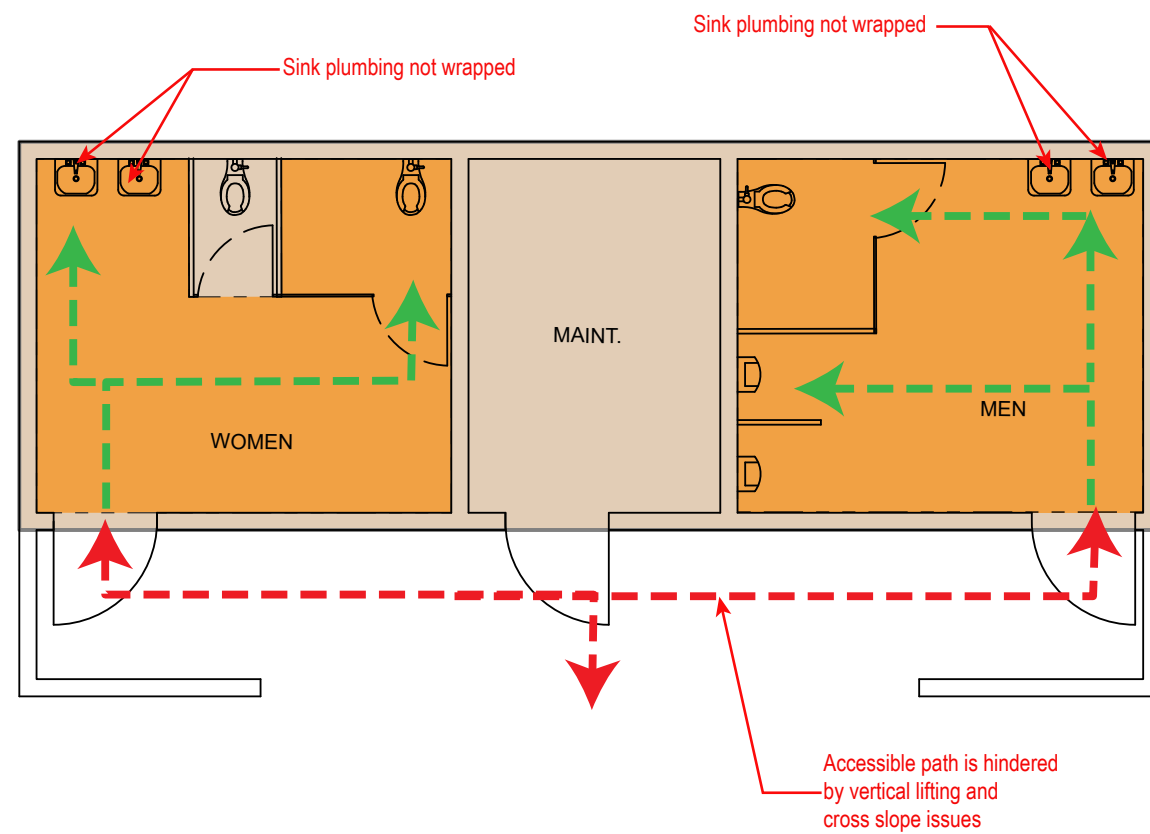 Sink plumbing not wrapped
Sink plumbing not wrapped
MAINT.
MEN
WOMEN
Accessible path is hindered
by vertical lifting and
cross slope issues